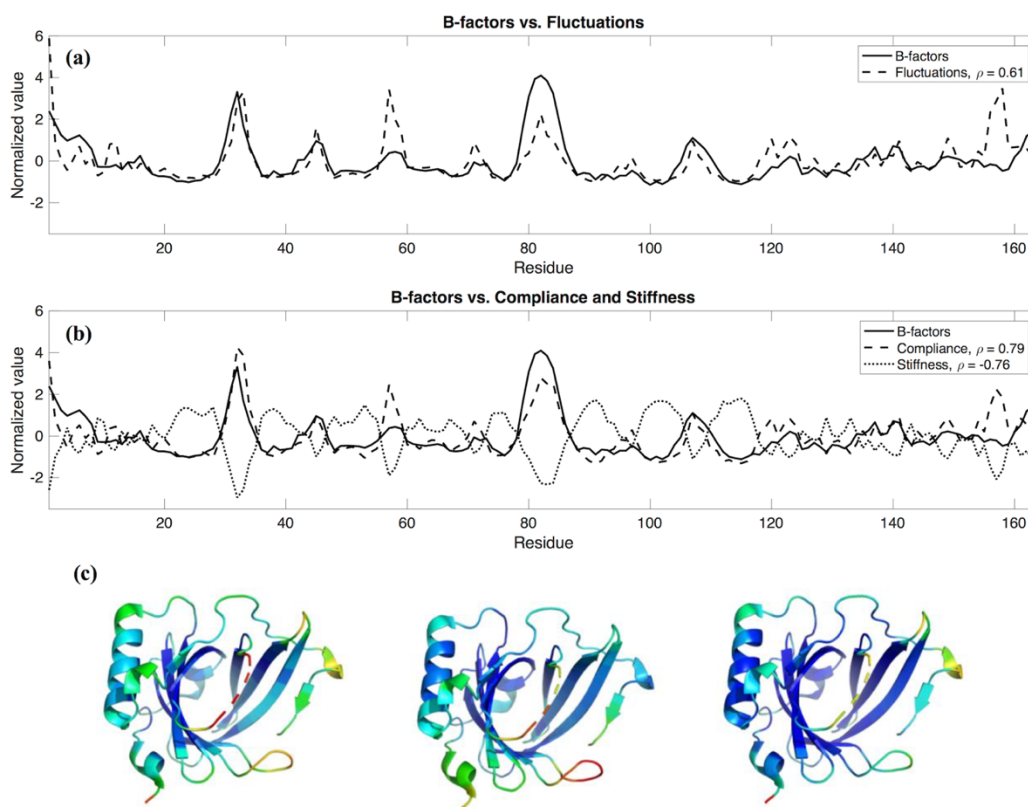 B-factors vs. Fluctuations
(a)
B-factors
Fluctuations, ρ = 0.61
Normalized value
6
4
2
0
-2
20 40 60 80 100 120 140 160
Residue
B-factors vs. Compliance and Stiffness
(b)
B-factors
Compliance, ρ = 0.79
Stiffness, ρ = -0.76
Normalized value
6
4
2
0
-2
20 40 60 80 100 120 140 160
Residue
(c)